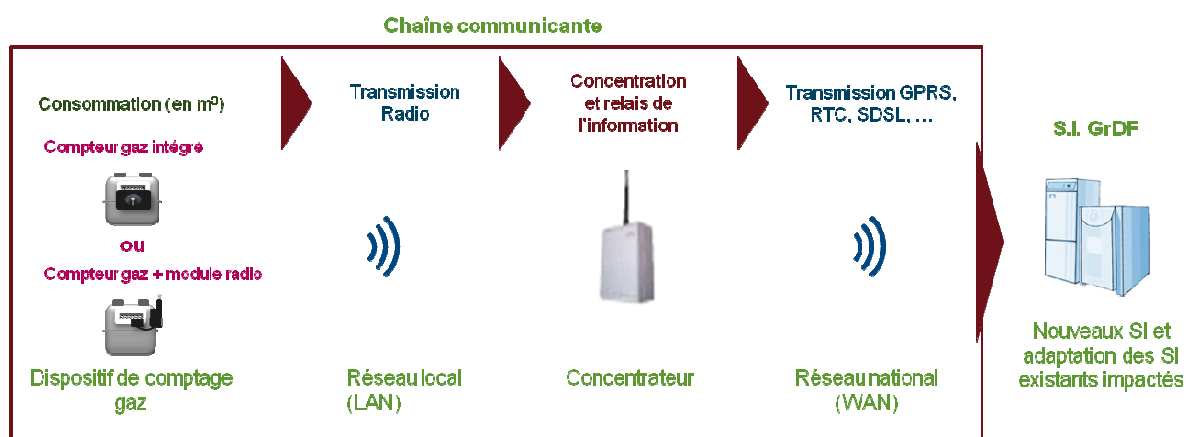 Chaîne communicante
Consommation (en m³)
Compteur gaz intégré
ou
Compteur gaz + module radio
Dispositif de comptage
gaz
Transmission
Radio
Réseau local
(LAN)
Concentration
et relais de
l'information
Concentrateur
Transmission GPRS,
RTC, SDSL, ...
Réseau national
(WAN)
S.I. GrDF
Nouveaux SI et
adaptation des SI
existants impactés